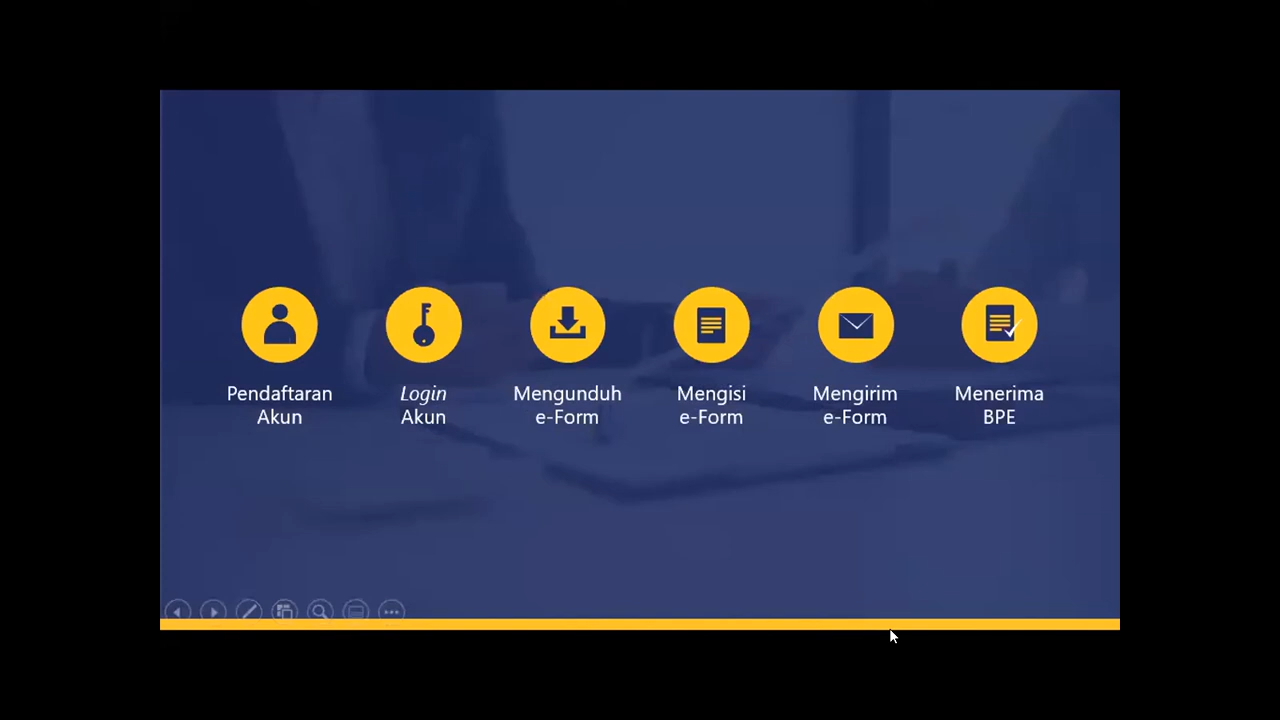 Pendaftaran
Akun
Login
Akun
Mengunduh
e-Form
Mengisi
e-Form
Mengirim
e-Form
Menerima
BPE